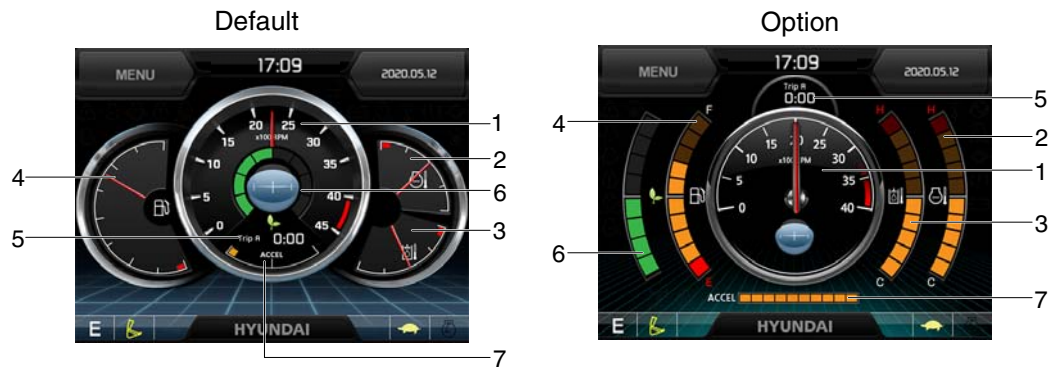 Default
Option
MENU
17:09
2020.05.12
20
25
x100 RPM
15
30
10
35
5
40
0
45
Trip A
0:00
ACCEL
E
HYUNDAI
1
2
6
3
4
5
7
MENU
17:09
2020.05.12
Trip A
0:00
F
H
H
15
20
25
x100 RPM
10
30
5
35
0
40
E
C
C
ACCEL
E
HYUNDAI
5
4
2
1
3
6
7